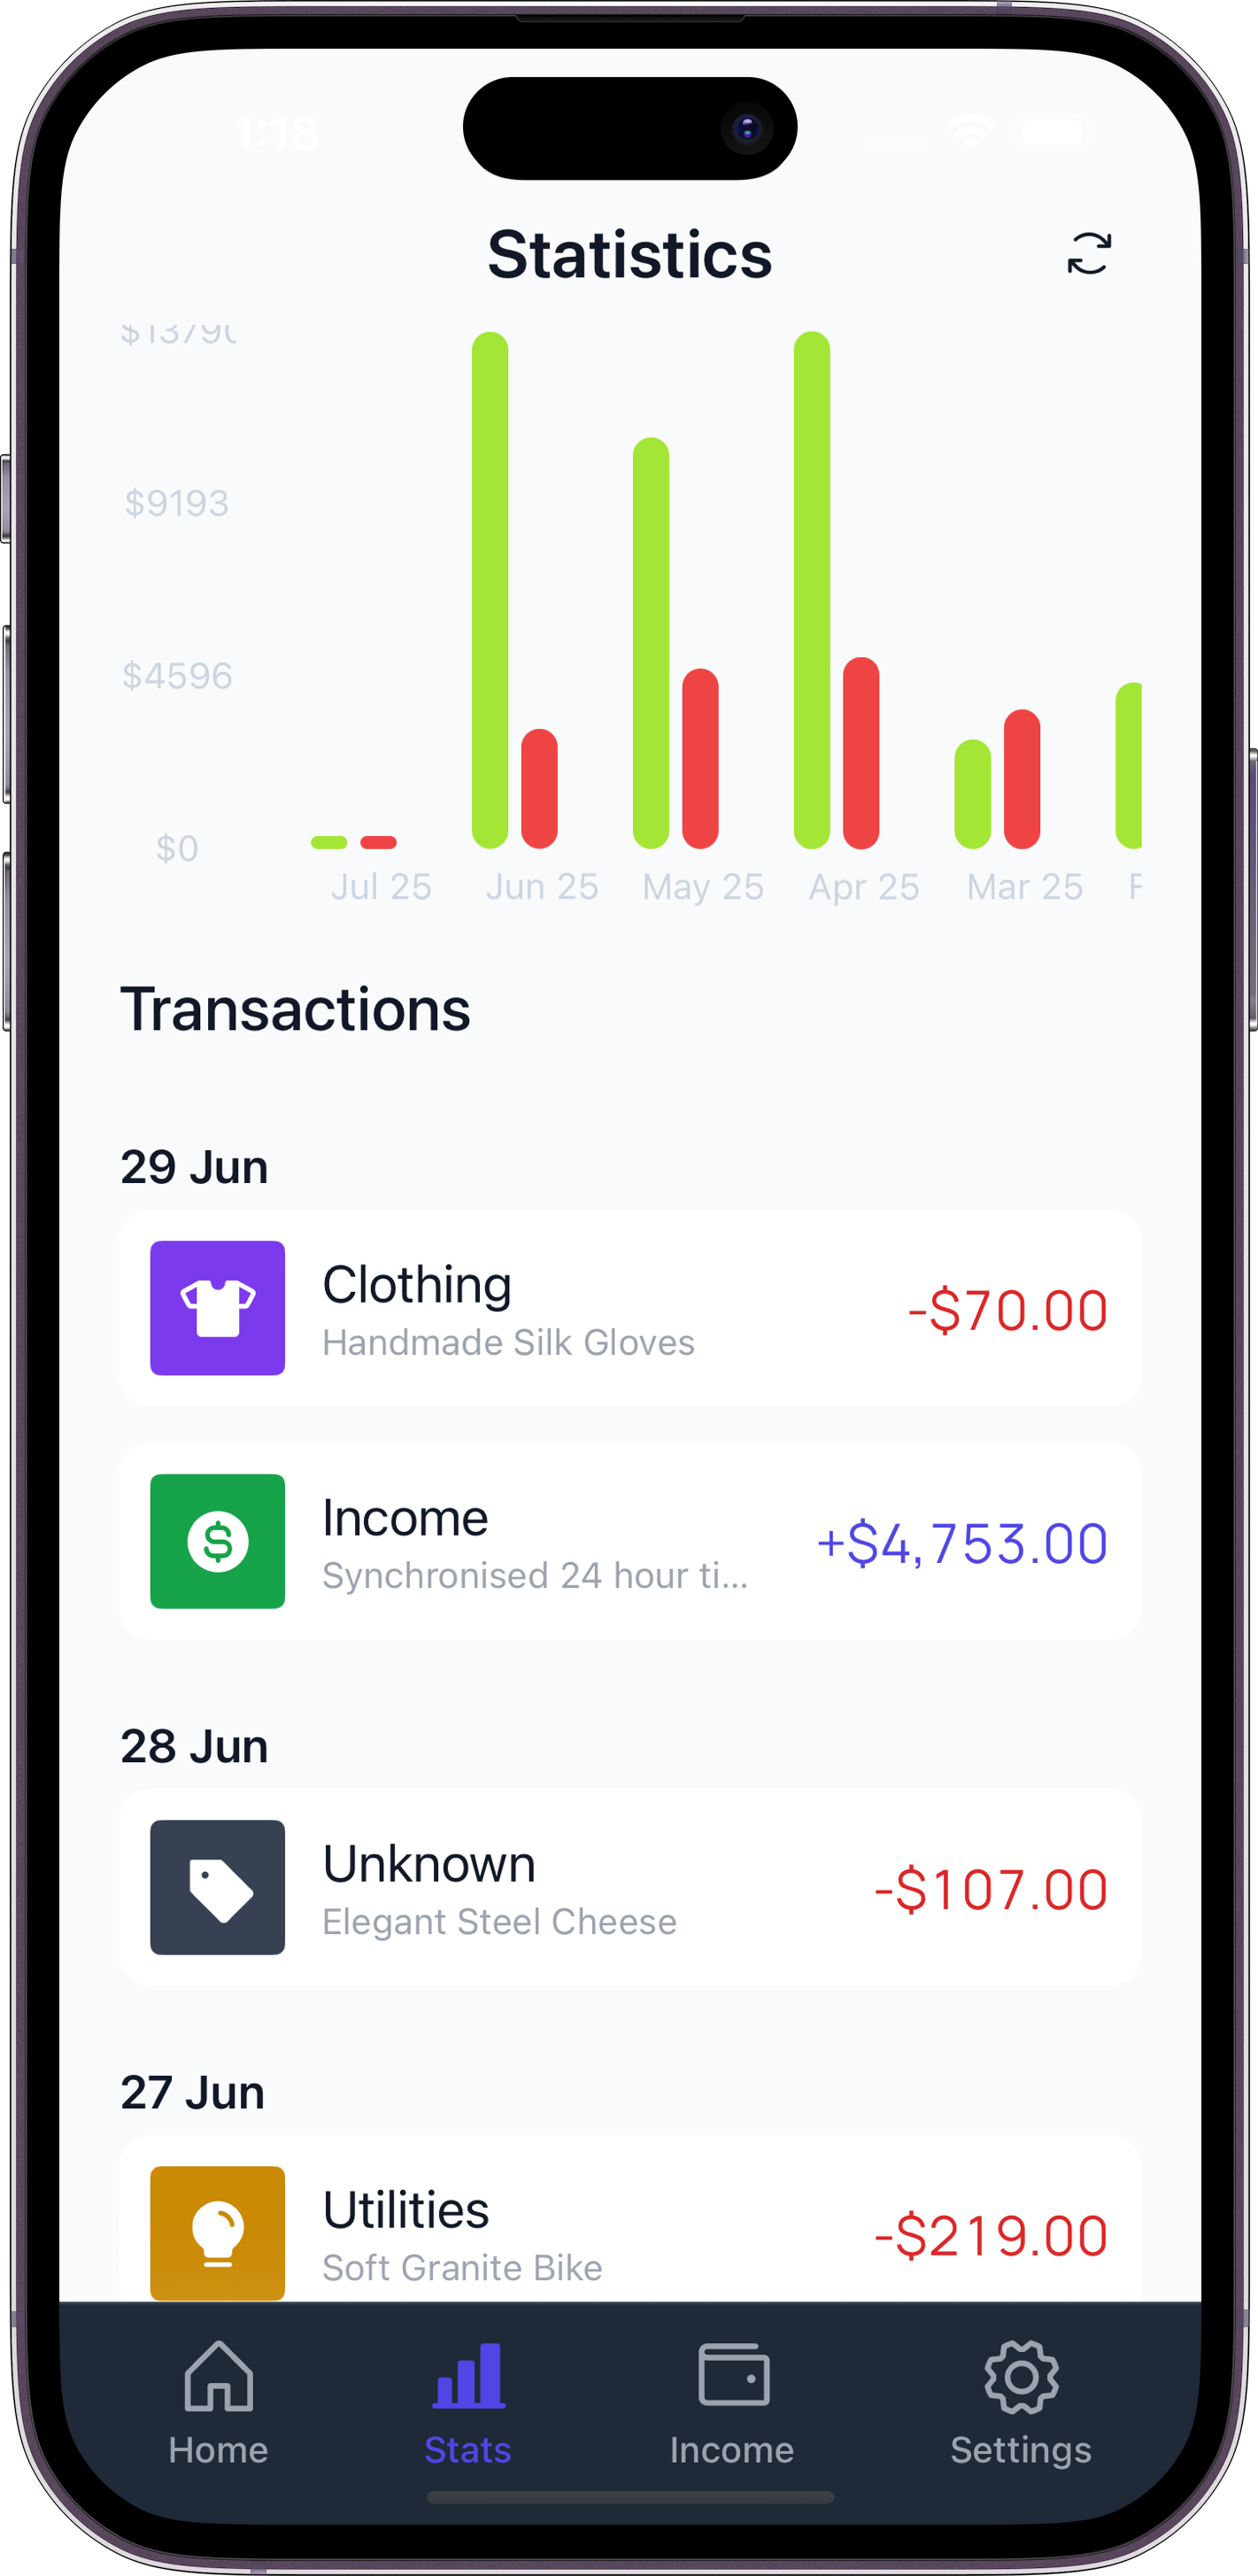 1:18
Statistics
$9193
$4596
$0
Jul 25
Jun 25
May 25
Apr 25
Mar 25
F
Transactions
29 Jun
Clothing
-$70.00
Handmade Silk Gloves
Income
+$4,753.00
Synchronised 24 hour ti...
28 Jun
Unknown
-$107.00
Elegant Steel Cheese
27 Jun
Utilities
-$219.00
Soft Granite Bike
Home
Stats
Income
Settings